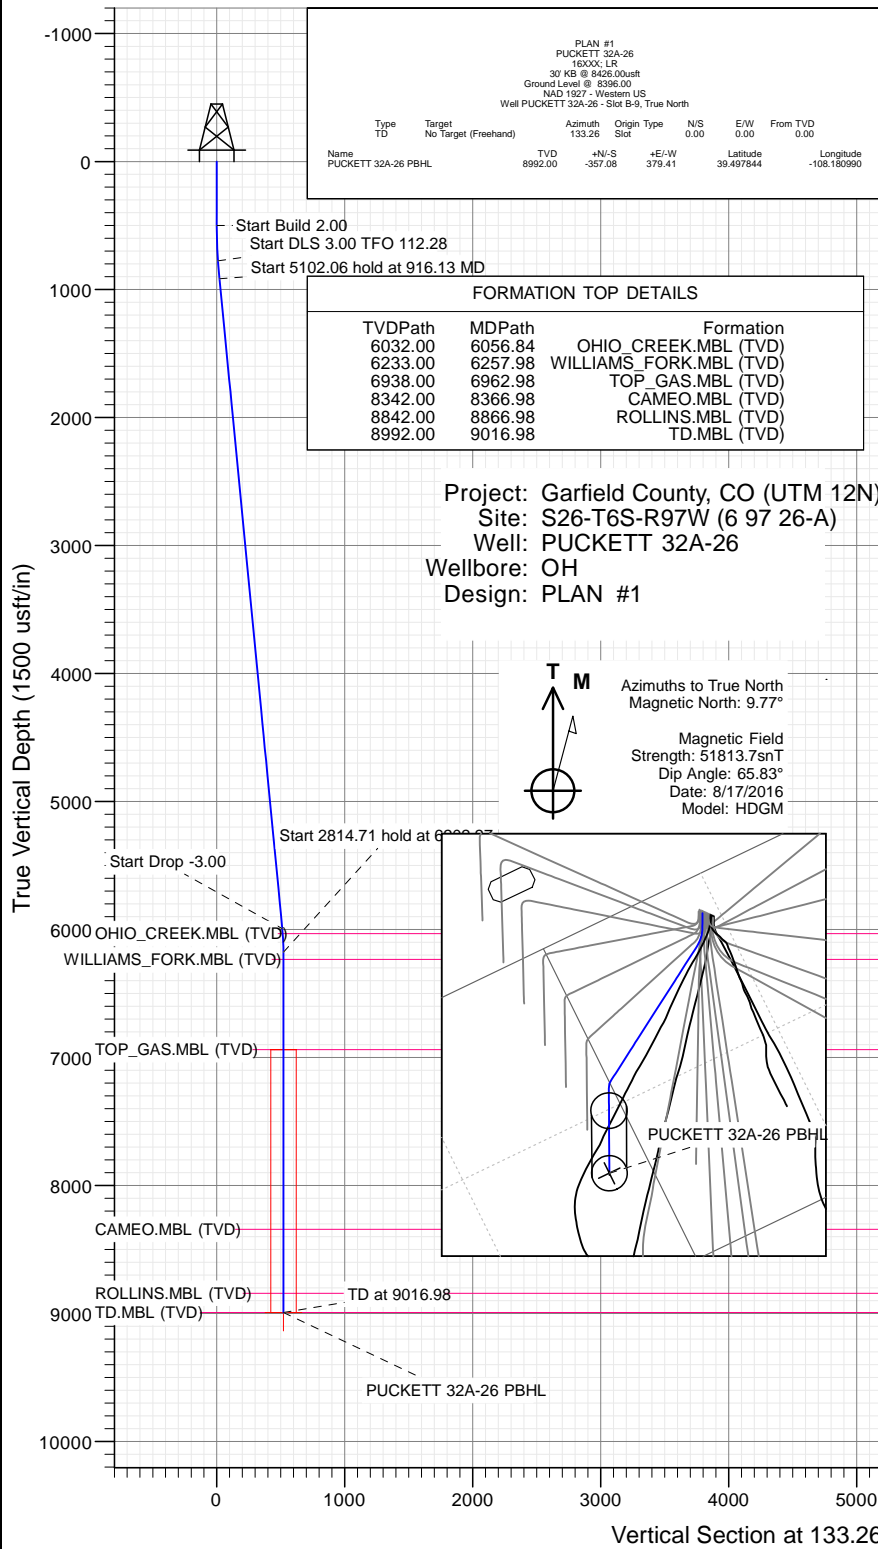 PLAN #1
PUCKETT 32A-26
16XXX; LR
30' KB @ 8426.00usft
Ground Level @ 8396.00
NAD 1927 - Western US
Well PUCKETT 32A-26 - Slot B-9, True North
Type Target Azimuth Origin Type N/S E/W From TVD
TD No Target (Freehand) 133.26 Slot 0.00 0.00 0.00
Name TVD +N/-S +E/-W Latitude Longitude
PUCKETT 32A-26 PBHL 8992.00 -357.08 379.41 39.497844 -108.180990
Start Build 2.00
Start DLS 3.00 TFO 112.28
Start 5102.06 hold at 916.13 MD
FORMATION TOP DETAILS
TVDPath MDPath Formation
6032.00 6056.84 OHIO_CREEK.MBL (TVD)
6233.00 6257.98 WILLIAMS_FORK.MBL (TVD)
6938.00 6962.98 TOP_GAS.MBL (TVD)
8342.00 8366.98 CAMEO.MBL (TVD)
8842.00 8866.98 ROLLINS.MBL (TVD)
8992.00 9016.98 TD.MBL (TVD)
Project: Garfield County, CO (UTM 12N)
Site: S26-T6S-R97W (6 97 26-A)
Well: PUCKETT 32A-26
Wellbore: OH
Design: PLAN #1
T
M
Azimuths to True North
Magnetic North: 9.77°
Magnetic Field
Strength: 51813.7snT
Dip Angle: 65.83°
Date: 8/17/2016
Model: HDGM
Start 2814.71 hold at
Start Drop -3.00
OHIO_CREEK.MBL (TVD)
WILLIAMS_FORK.MBL (TVD)
TOP_GAS.MBL (TVD)
CAMEO.MBL (TVD)
ROLLINS.MBL (TVD)
TD.MBL (TVD)
TD at 9016.98
PUCKETT 32A-26 PBHL
PUCKETT 32A-26 PBHL
True Vertical Depth (1500 usft/in)
-1000
0
1000
2000
3000
4000
5000
6000
7000
8000
9000
10000
0 1000 2000 3000 4000 5000
Vertical Section at 133.26